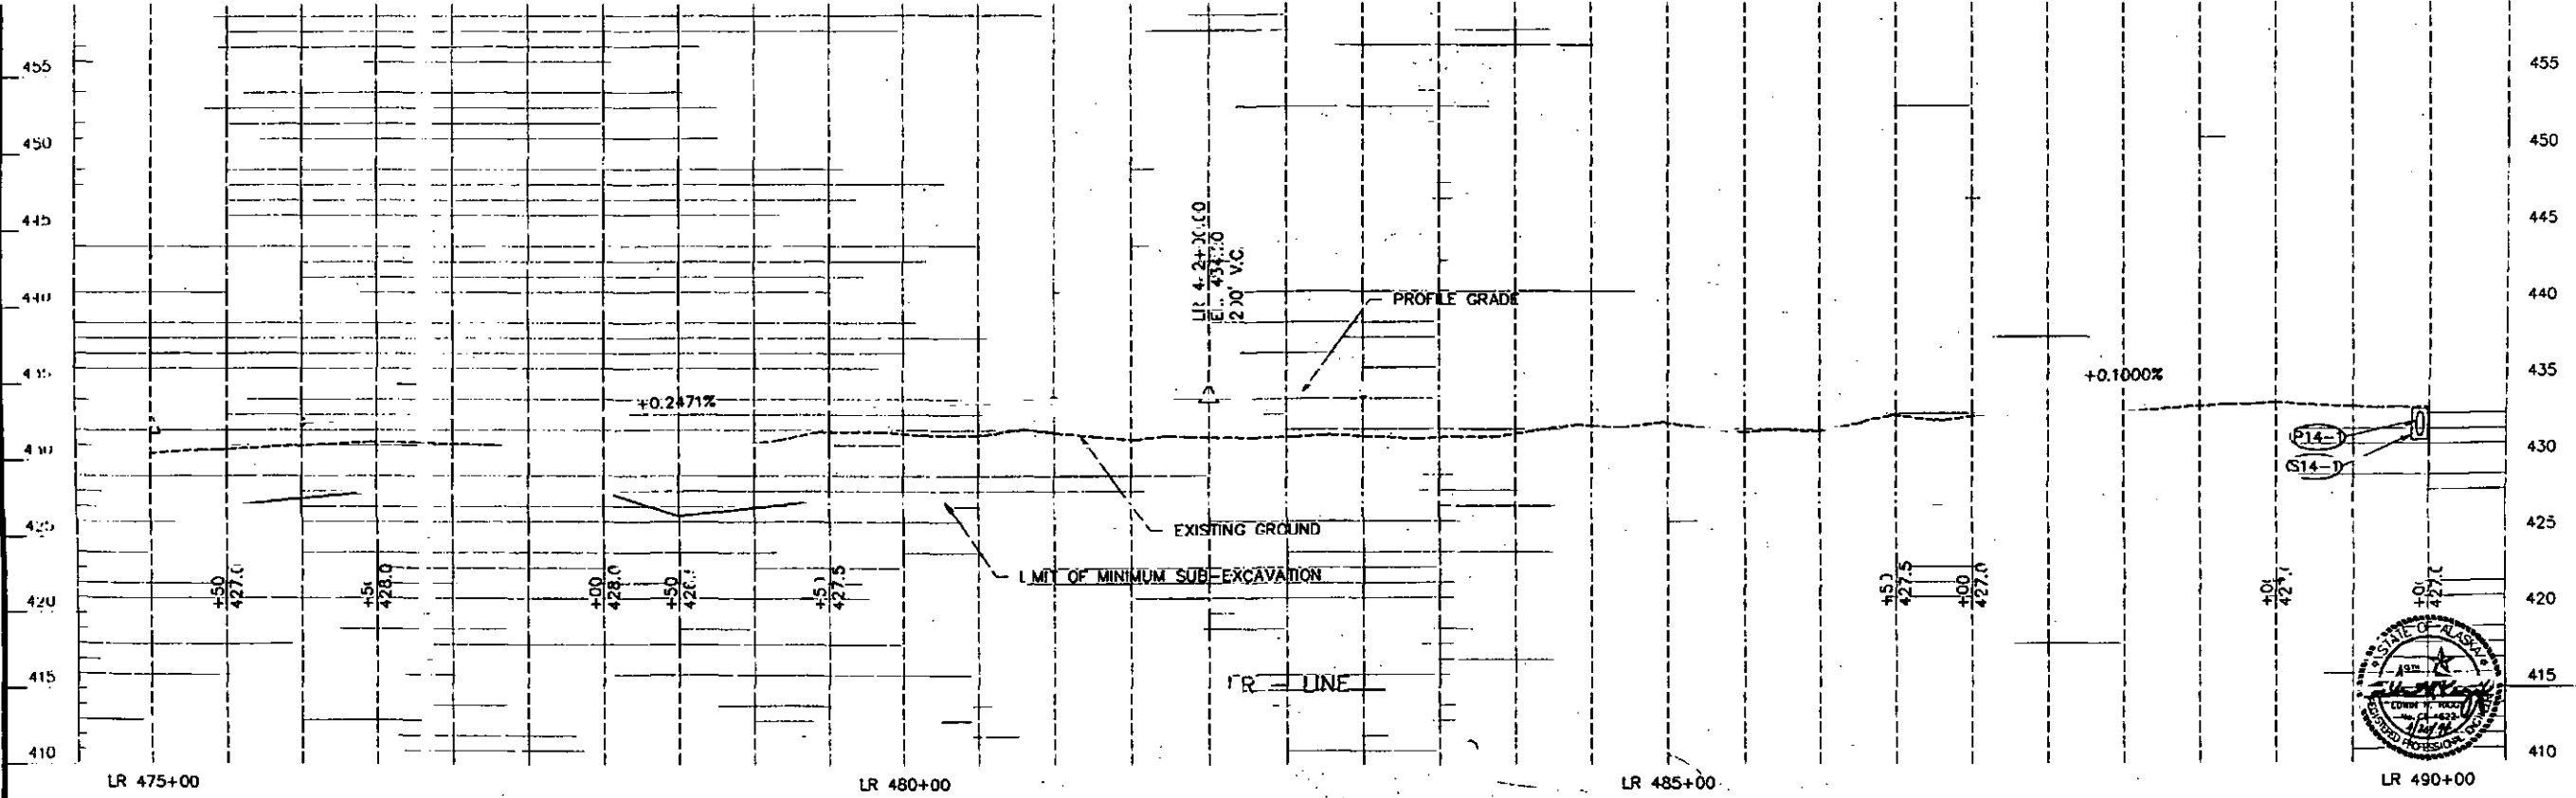 455
455
450
450
445
445
440
440
435
430
430
425
425
420
420
415
415
410
410
V.C.
PROFILE GRADE
+0.2471%
+0.1000%
P14-1
S14-1
EXISTING GROUND
LIMIT OF MINIMUM SUB-EXCAVATION
+50
427.0
428.0
+00
428.0
+50
427.5
+50
427.5
+00
427.0
LINE
STATE OF ALASKA
49TH
REGISTERED PROFESSIONAL ENGINEER
LR 475+00
LR 480+00
LR 485+00
LR 490+00